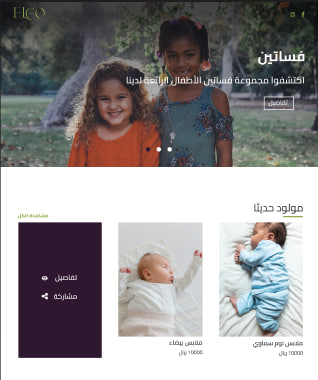 ELCO
فساتين
اكتشفوا مجموعة فساتين الأطفال الرائعة لدينا
تفاصيل
مولود حديثا
مشاهدة الكل
ملابس نوم سماوي
10000 ريال
ملابس بيضاء
10000 ريال
تفاصيل
مشاركة